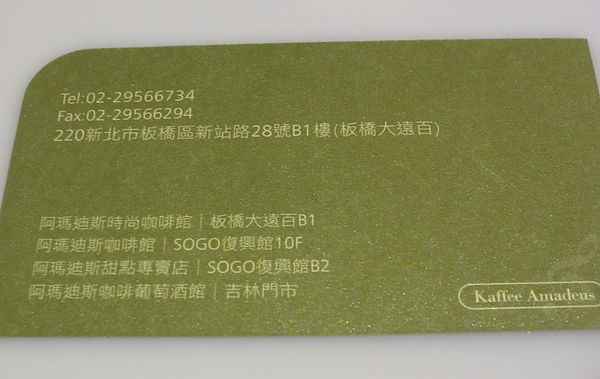 Tel:02-29566734
Fax:02-29566294
220新北市板橋區新站路28號B1樓(板橋大遠百)
阿瑪迪斯時尚咖啡館|板橋大遠百B1
阿瑪迪斯咖啡館|SOGO復興館10F
阿瑪迪斯甜點專賣店|SOGO復興館B2
阿瑪迪斯咖啡葡萄酒館|吉林門市
Kaffee Amadeus